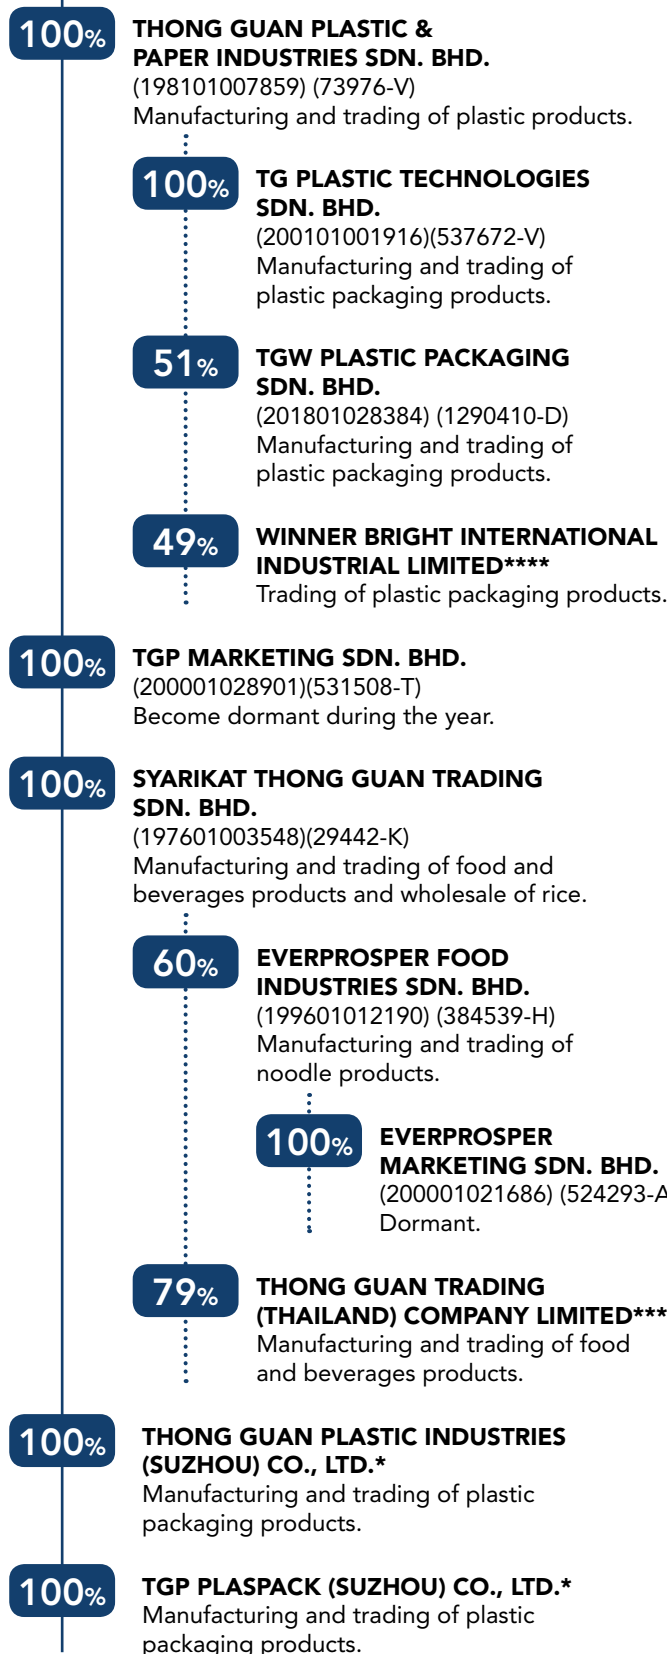 100%
THONG GUAN PLASTIC &
PAPER INDUSTRIES SDN. BHD.
(198101007859) (73976-V)
Manufacturing and trading of plastic products.
100%
TG PLASTIC TECHNOLOGIES
SDN. BHD.
(200101001916)(537672-V)
Manufacturing and trading of
plastic packaging products.
51%
TGW PLASTIC PACKAGING
SDN. BHD.
(201801028384) (1290410-D)
Manufacturing and trading of
plastic packaging products.
49%
WINNER BRIGHT INTERNATIONAL
INDUSTRIAL LIMITED****
Trading of plastic packaging products.
100%
TGP MARKETING SDN. BHD.
(200001028901)(531508-T)
Become dormant during the year.
100%
SYARIKAT THONG GUAN TRADING
SDN. BHD.
(197601003548)(29442-K)
Manufacturing and trading of food and
beverages products and wholesale of rice.
60%
EVERPROSPER FOOD
INDUSTRIES SDN. BHD.
(199601012190) (384539-H)
Manufacturing and trading of
noodle products.
100%
EVERPROSPER
MARKETING SDN. BHD.
(200001021686) (524293-A
Dormant.
79%
THONG GUAN TRADING
(THAILAND) COMPANY LIMITED***
Manufacturing and trading of food
and beverages products.
100%
THONG GUAN PLASTIC INDUSTRIES
(SUZHOU) CO., LTD.*
Manufacturing and trading of plastic
packaging products.
100%
TGP PLASPACK (SUZHOU) CO., LTD.*
Manufacturing and trading of plastic
packaging products.